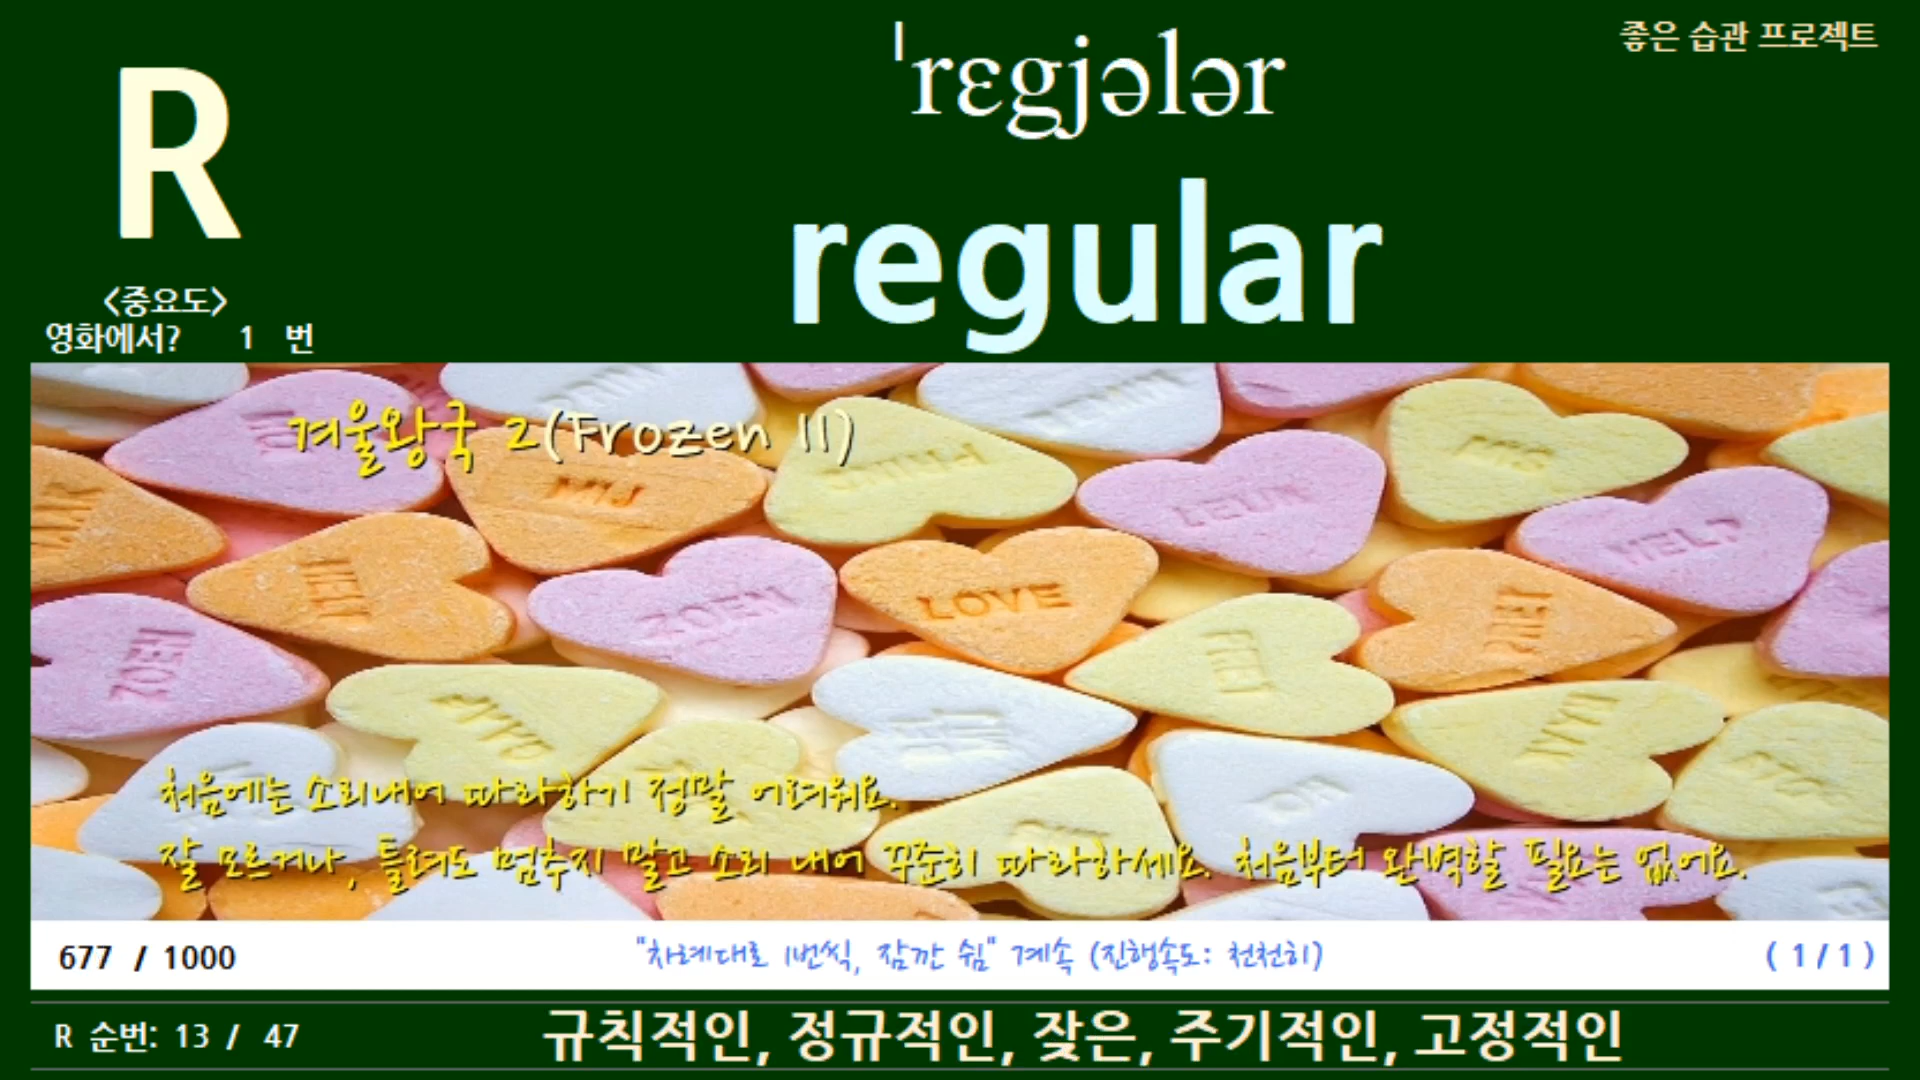 좋은 습관 프로젝트
R
ˈrɛgjələr
regular
<중요도>
영화에서? 1 번
겨울왕국 2(Frozen II)
MIJ
LEUK
HELP
ZOEN
LOVE
처음에는 소리내어 따라하기 정말 어려워요.
잘 모르거나, 틀려도 멈추지 말고 소리 내어 꾸준히 따라하세요. 처음부터 완벽할 필요는 없어요.
677 / 1000
"차례대로 1번씩, 잠깐 쉼" 계속 (진행속도: 천천히)
( 1 / 1 )
R 순번: 13 / 47
규칙적인, 정규적인, 잦은, 주기적인, 고정적인